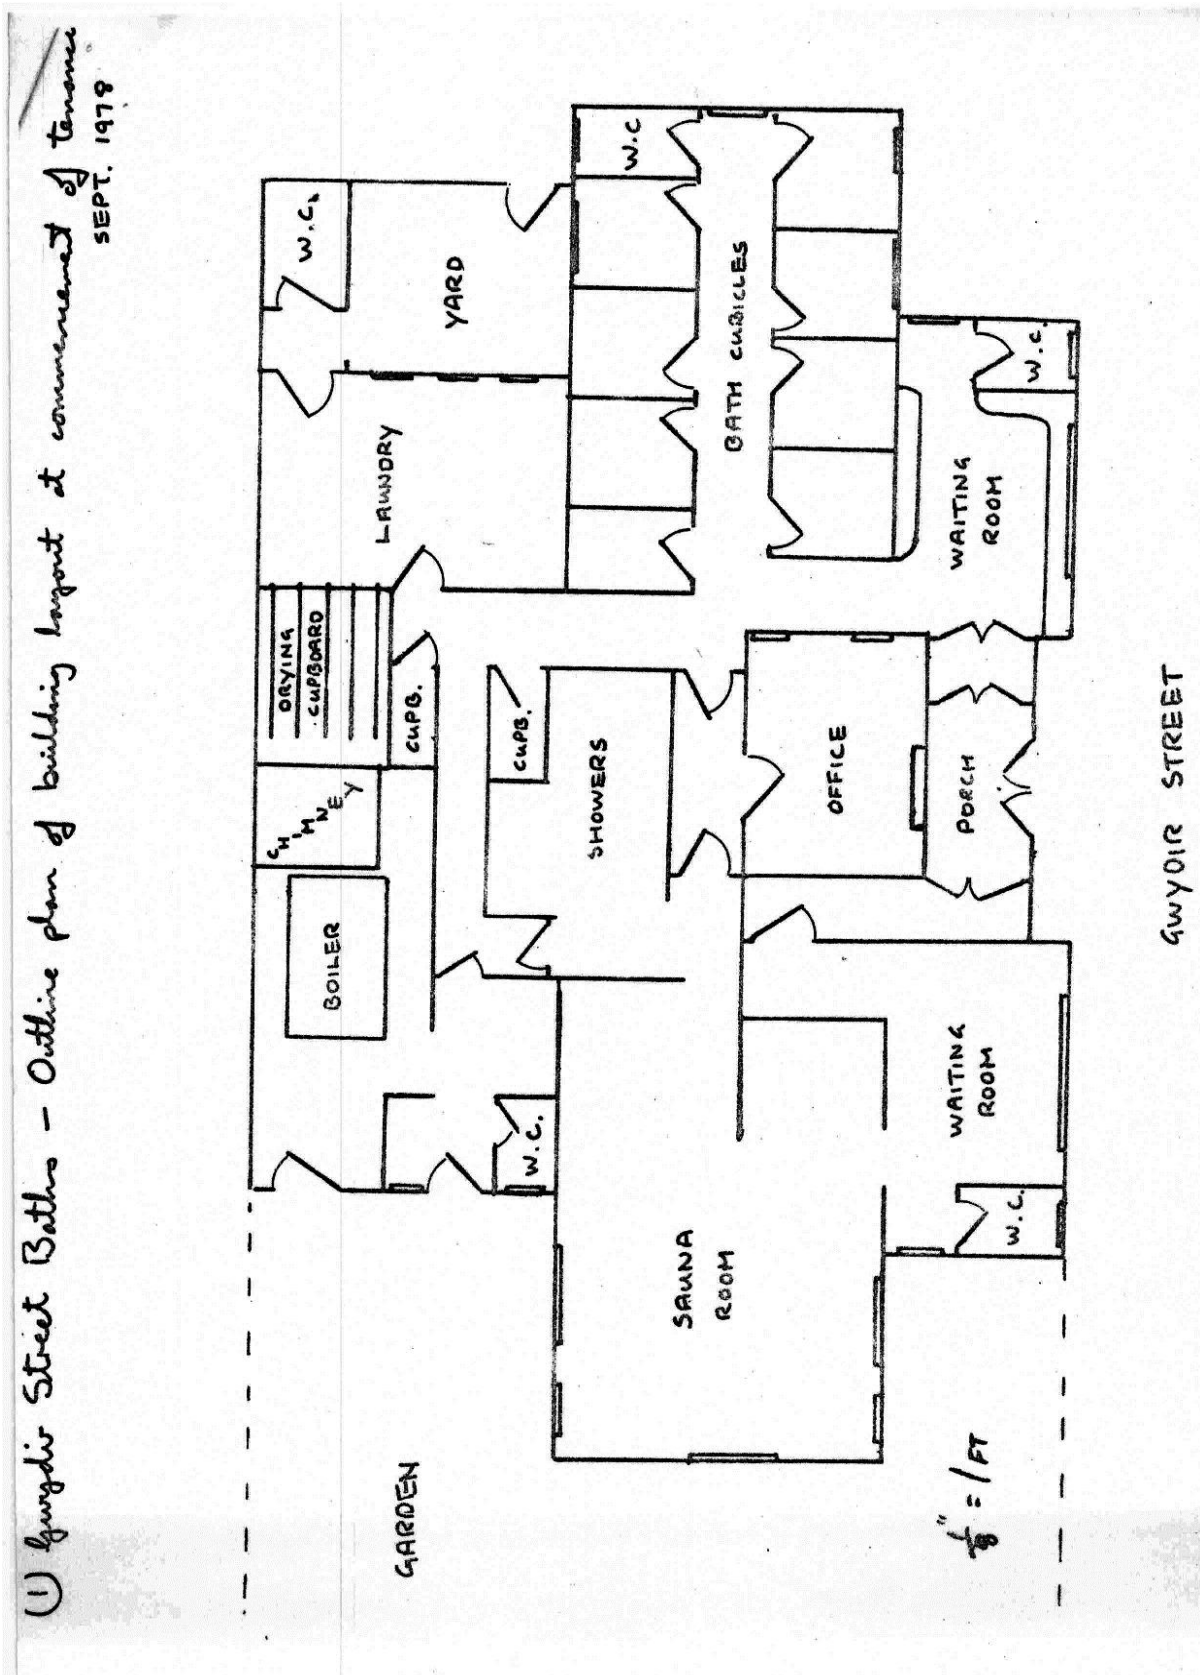 (1) Gwydir Street Baths – Outline plan of building layout at commencement of tenancy
SEPT. 1978
W.C.
YARD
W.C
LAUNDRY
BATH CUBICLES
DRYING
CUPBOARD
CUPB.
CUPB.
CHIMNEY
BOILER
SHOWERS
OFFICE
PORCH
WAITING
ROOM
W.C.
W.C.
SAUNA
ROOM
WAITING
ROOM
W.C.
GARDEN
1/8" = 1 FT
GWYDIR STREET